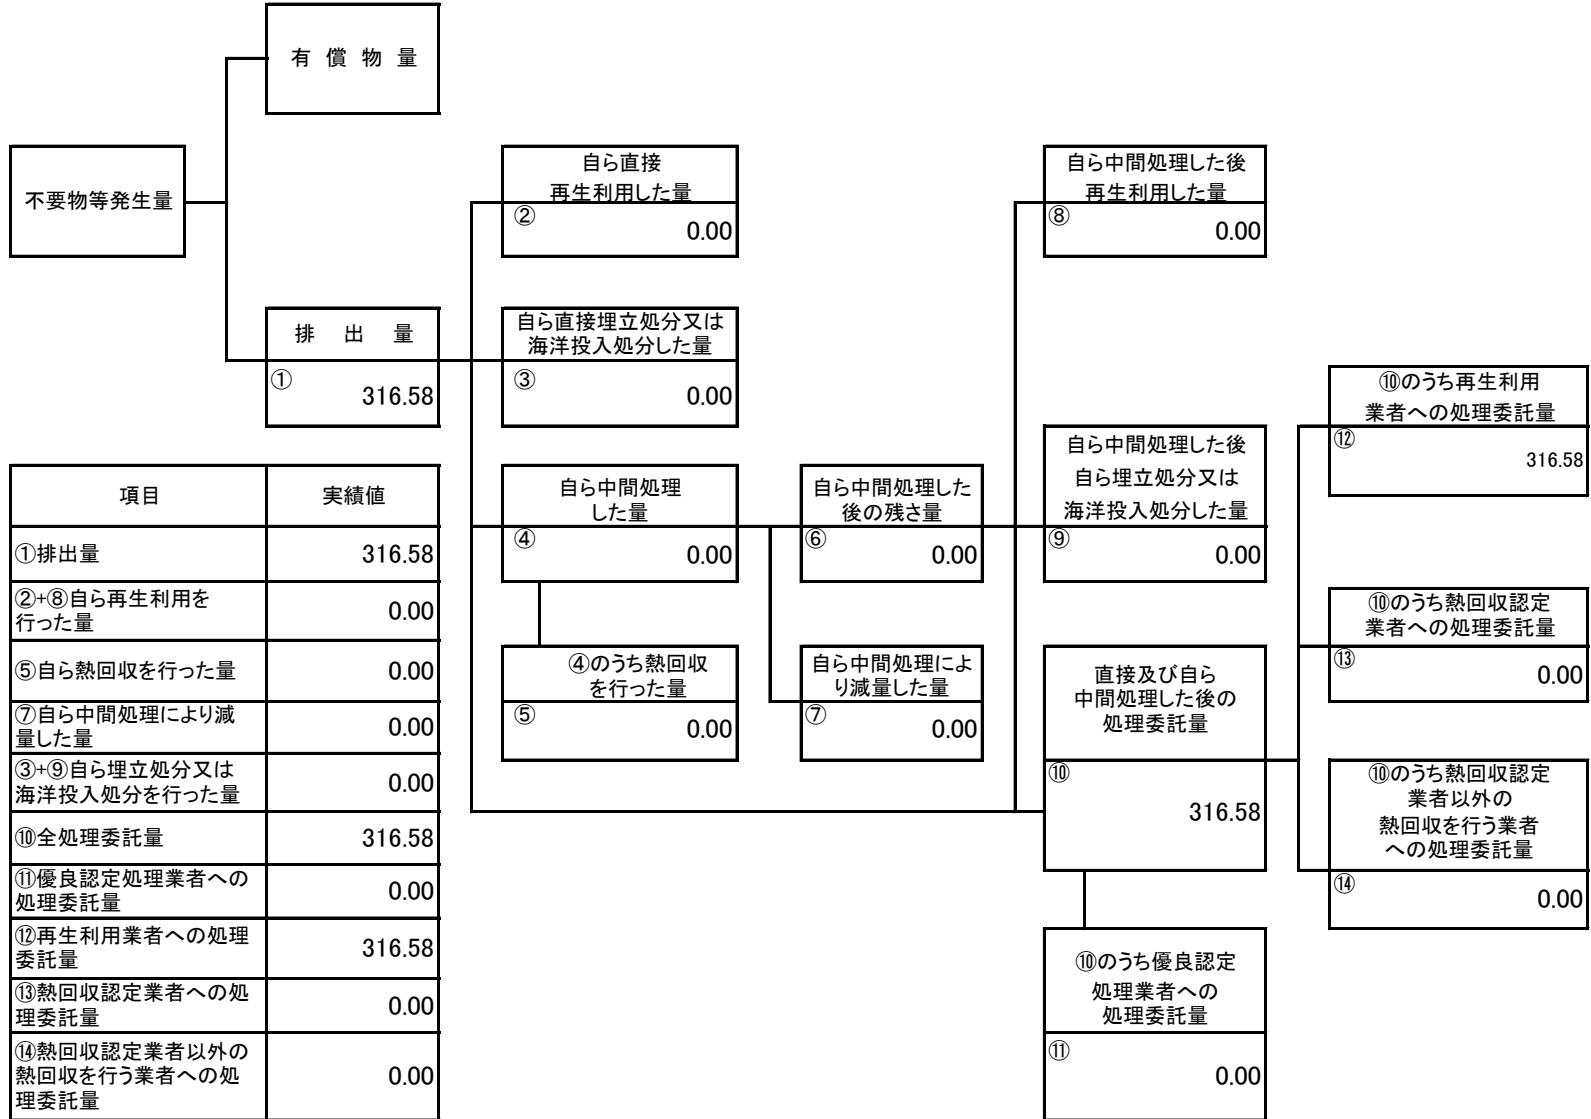 有 償 物 量
不要物等発生量
自ら直接
再生利用した量
②
0.00
自ら中間処理した後
再生利用した量
⑧
0.00
排 出 量
①
316.58
自ら直接埋立処分又は
海洋投入処分した量
③
0.00
⑩のうち再生利用
業者への処理委託量
⑫
316.58
自ら中間処理
した量
④
0.00
自ら中間処理した
後の残さ量
⑥
0.00
自ら中間処理した後
自ら埋立処分又は
海洋投入処分した量
⑨
0.00
⑩のうち熱回収認定
業者への処理委託量
⑬
0.00
④のうち熱回収
を行った量
⑤
0.00
自ら中間処理によ
り減量した量
⑦
0.00
直接及び自ら
中間処理した後の
処理委託量
⑩
316.58
⑩のうち熱回収認定
業者以外の
熱回収を行う業者
への処理委託量
⑭
0.00
⑩のうち優良認定
処理業者への
処理委託量
⑪
0.00
項目 実績値
①排出量 316.58
②+⑧自ら再生利用を
行った量 0.00
⑤自ら熱回収を行った量 0.00
⑦自ら中間処理により減
量した量 0.00
③+⑨自ら埋立処分又は
海洋投入処分を行った量 0.00
⑩全処理委託量 316.58
⑪優良認定処理業者への
処理委託量 0.00
⑫再生利用業者への処理
委託量 316.58
⑬熱回収認定業者への処
理委託量 0.00
⑭熱回収認定業者以外の
熱回収を行う業者への処
理委託量 0.00